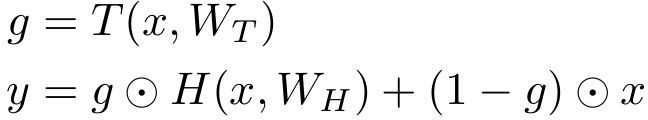 g = T(x, W_T)
y = g ⊙ H(x, W_H) + (1 − g) ⊙ x